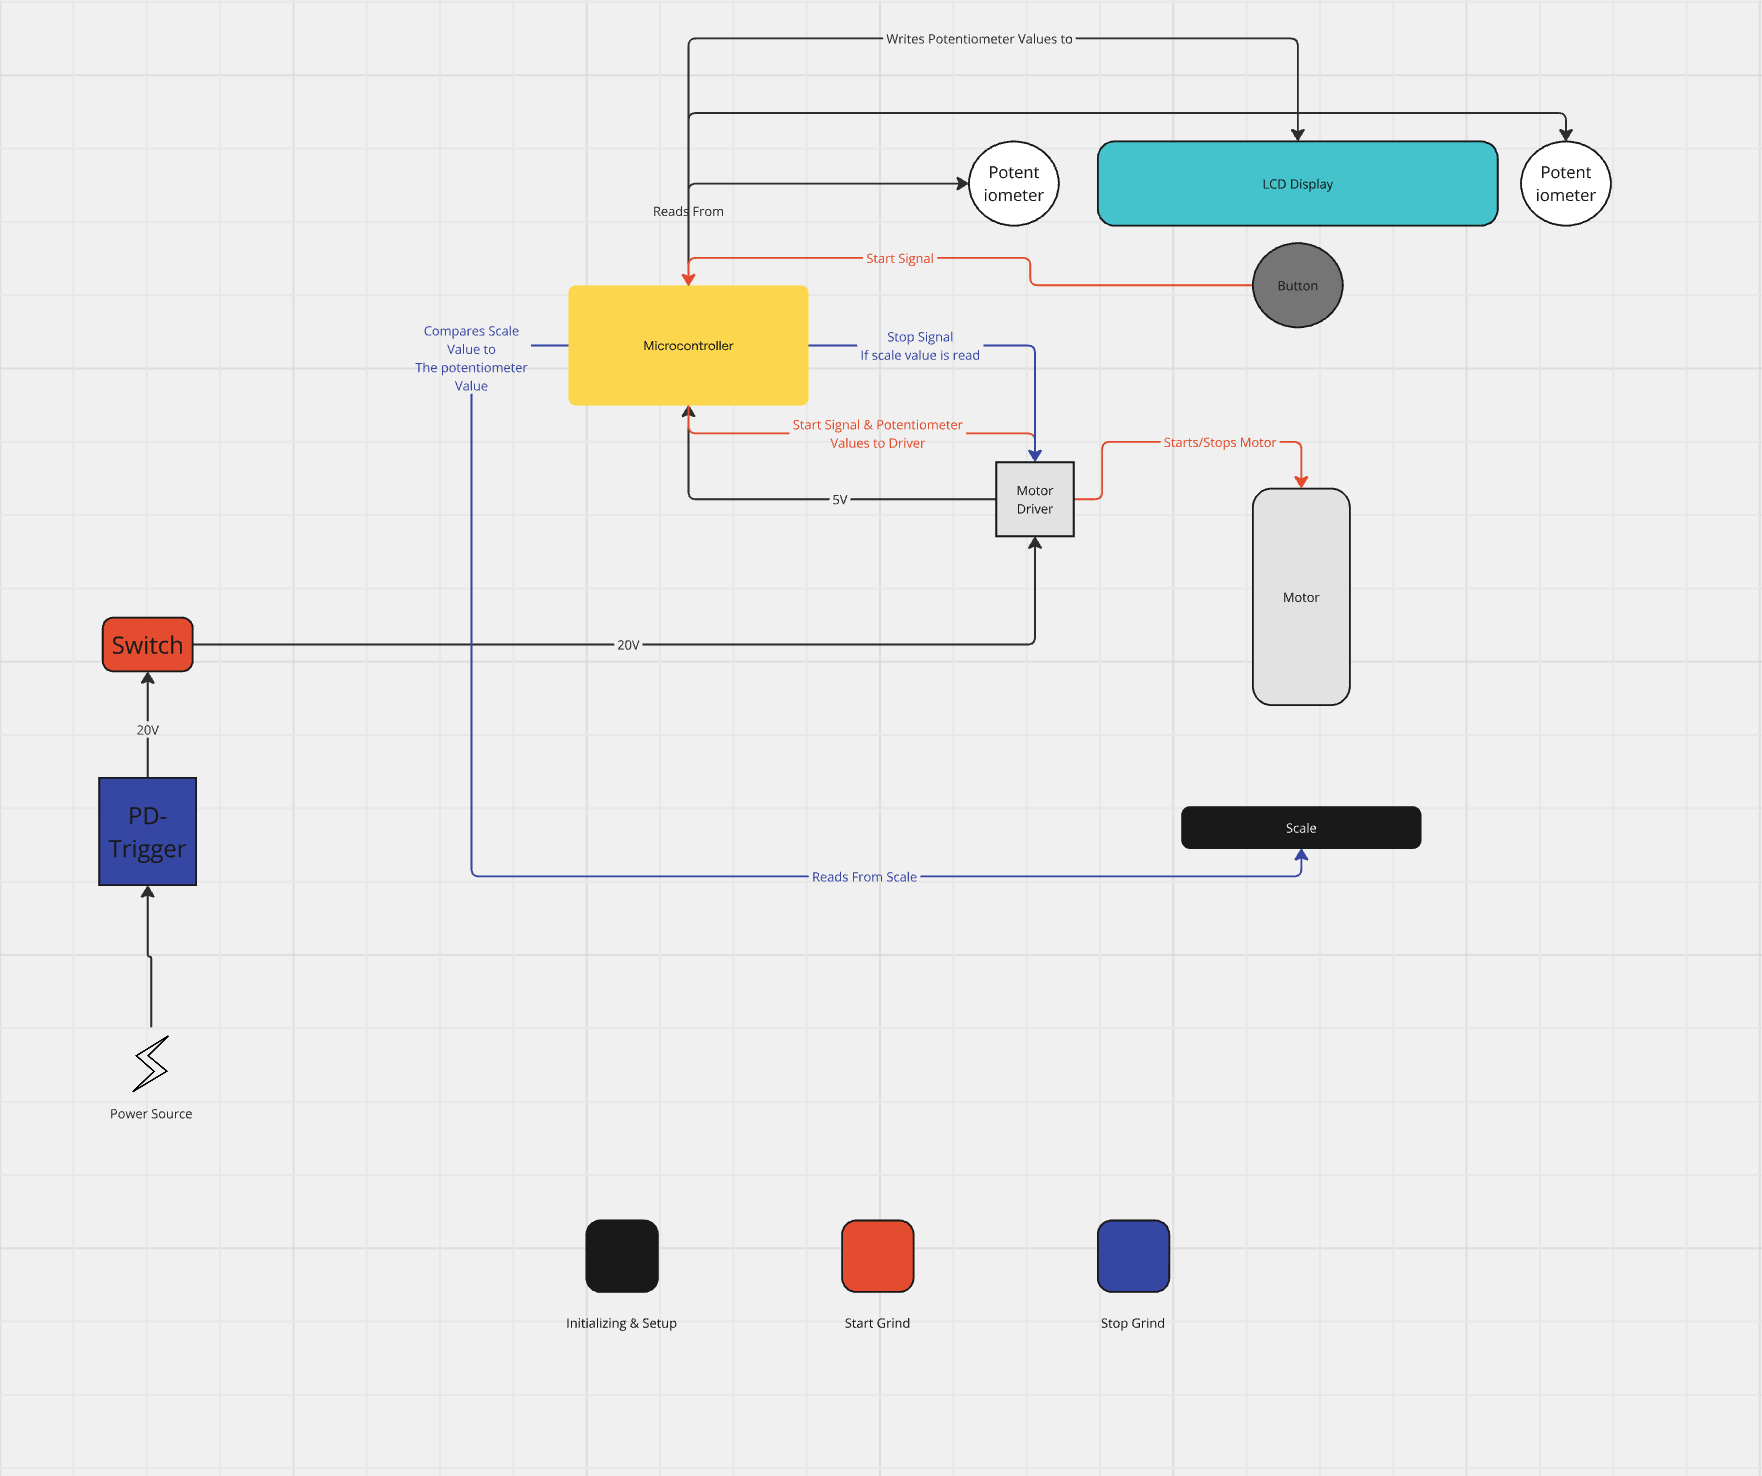 Writes Potentiometer Values to
Potent
iometer
LCD Display
Potent
iometer
Reads From
Start Signal
Button
Compares Scale
Value to
The potentiometer
Value
Microcontroller
Stop Signal
If scale value is read
Start Signal & Potentiometer
Values to Driver
Starts/Stops Motor
5V
Motor
Driver
Motor
Switch
20V
20V
PD-
Trigger
Scale
Reads From Scale
Power Source
Initializing & Setup
Start Grind
Stop Grind